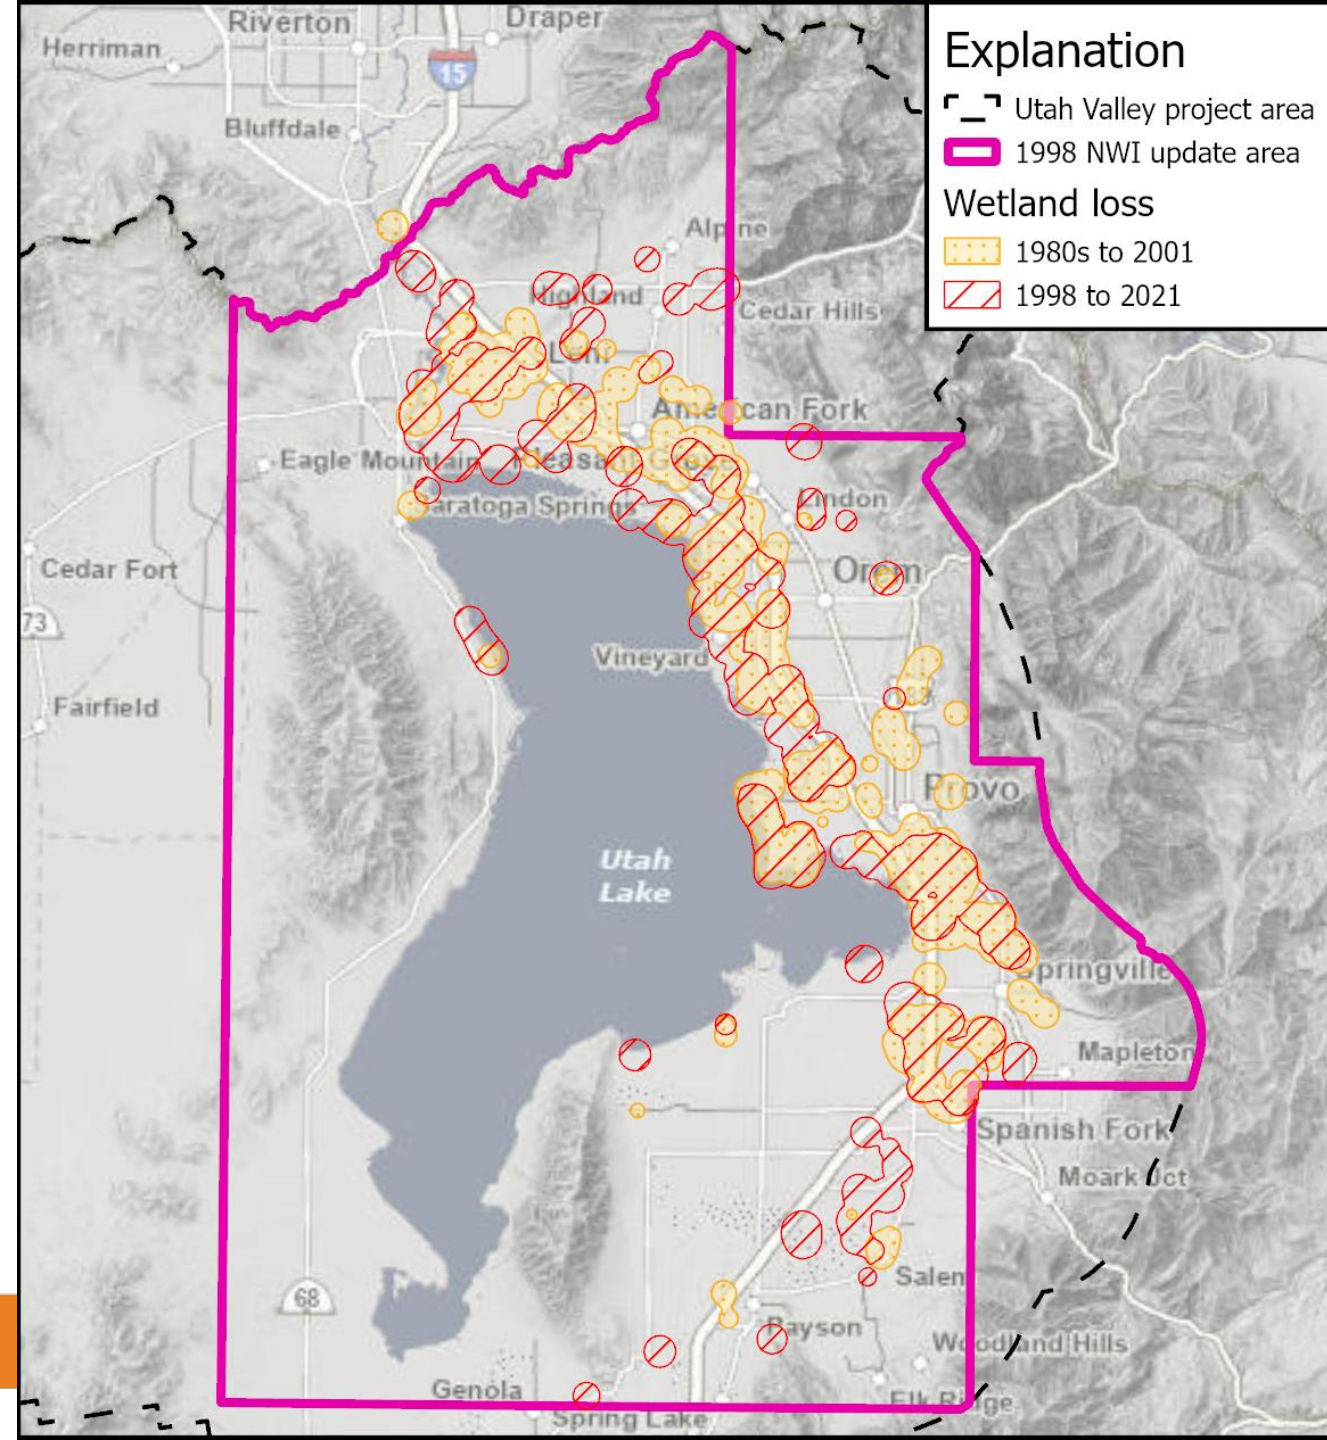 Riverton
Draper
Herriman
15
Bluffdale
Explanation
Utah Valley project area
1998 NWI update area
Wetland loss
1980s to 2001
1998 to 2021
Alpine
Highland
Cedar Hills
Lehi
American Fork
Eagle Mountain
Pleasant Grove
Saratoga Springs
Lindon
Cedar Fort
Orem
73
Vineyard
Fairfield
189
Provo
Utah
Lake
Springville
Mapleton
Spanish Fork
Moark Jct
Salen
68
Payson
Woodland Hills
Genola
Elk Ridge
Spring Lake